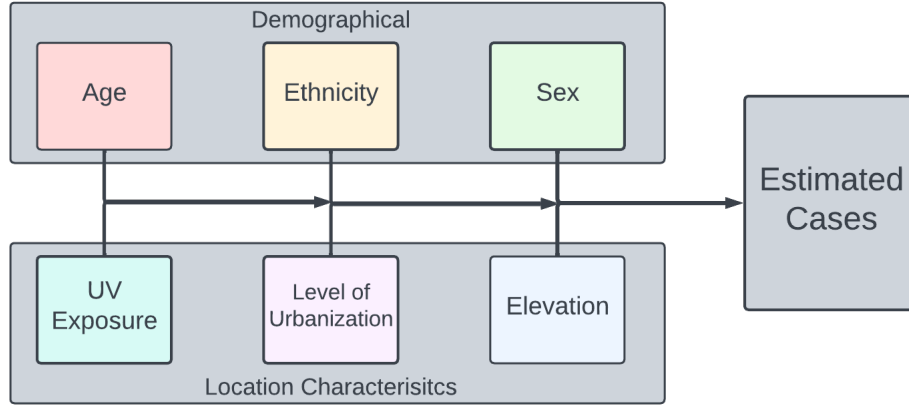 Demographical
Age
Ethnicity
Sex
Estimated
Cases
UV
Exposure
Level of
Urbanization
Elevation
Location Characterisitcs